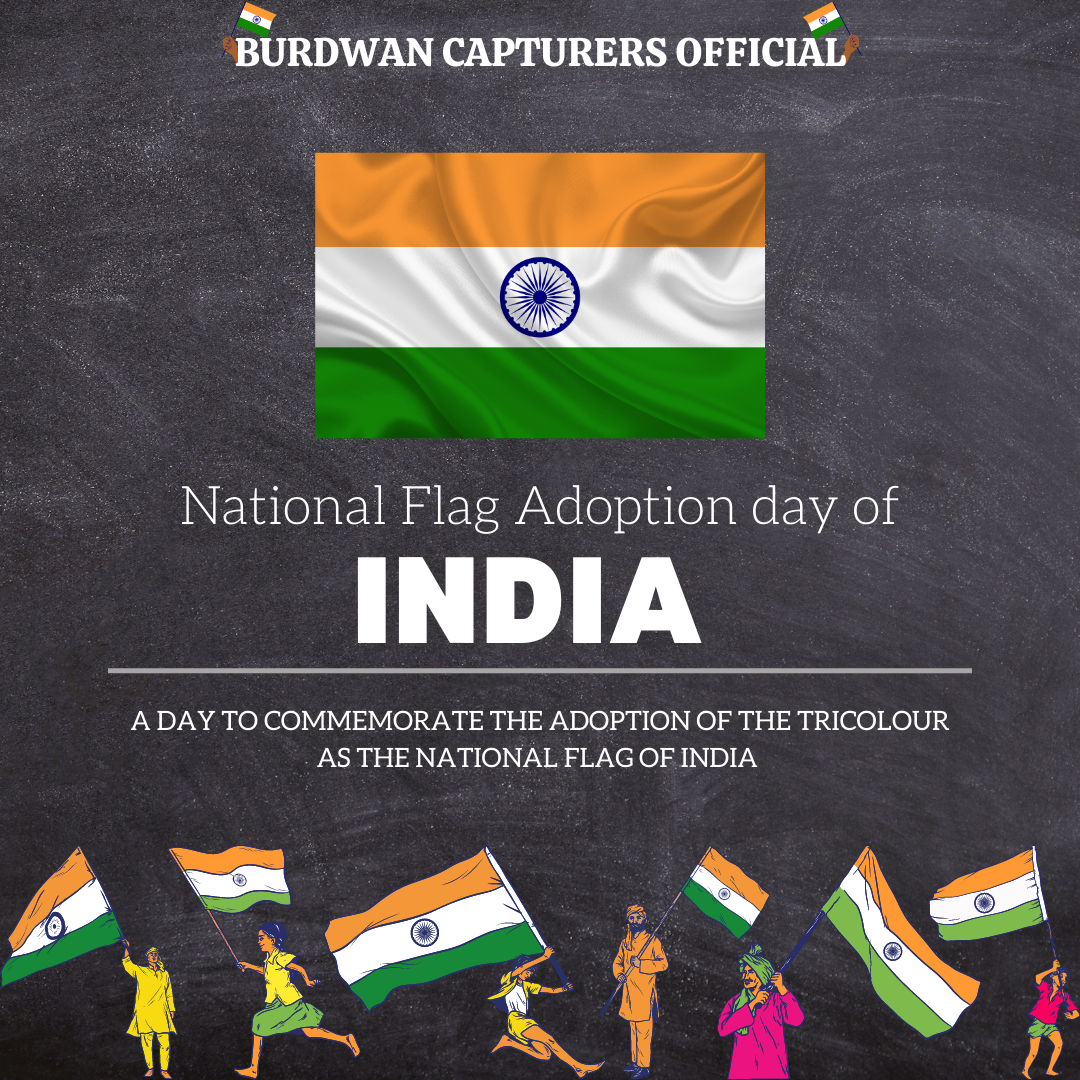 BURDWAN CAPTURERS OFFICIAL
National Flag Adoption day of
INDIA
A DAY TO COMMEMORATE THE ADOPTION OF THE TRICOLOUR
AS THE NATIONAL FLAG OF INDIA